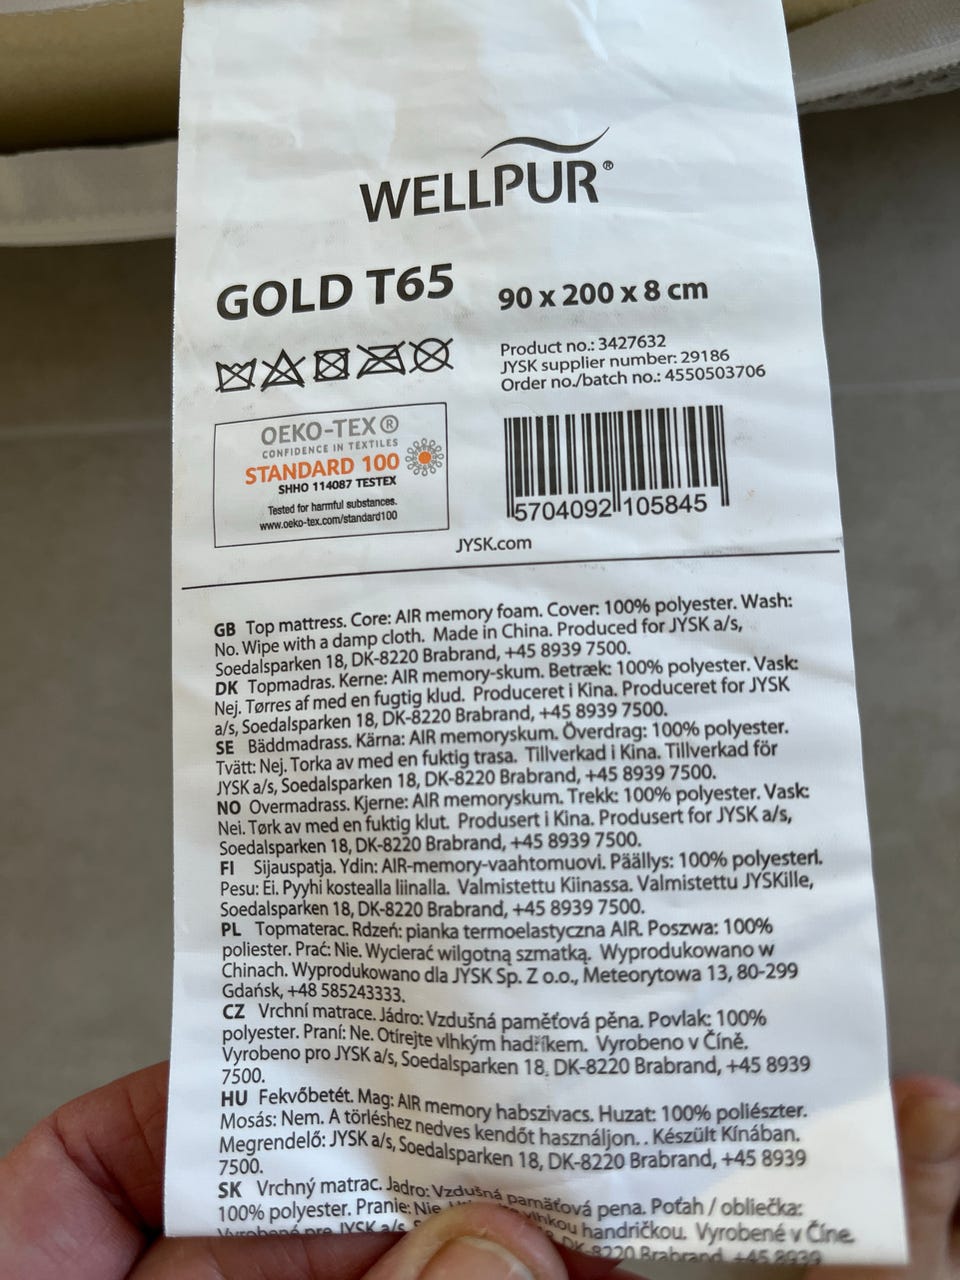 WELLPUR®
GOLD T65
90 x 200 x 8 cm
Product no.: 3427632
JYSK supplier number: 29186
Order no./batch no.: 4550503706
OEKO-TEX®
CONFIDENCE IN TEXTILES
STANDARD 100
SHHO 114087 TESTEX
Tested for harmful substances.
www.oeko-tex.com/standard100
5704092 105845
JYSK.com
GB Top mattress. Core: AIR memory foam. Cover: 100% polyester. Wash:
No. Wipe with a damp cloth. Made in China. Produced for JYSK a/s,
Soedalsparken 18, DK-8220 Brabrand, +45 8939 7500.
DK Topmadras. Kerne: AIR memory-skum. Betræk: 100% polyester. Vask:
Nej. Tørres af med en fugtig klud. Produceret i Kina. Produceret for JYSK
a/s, Soedalsparken 18, DK-8220 Brabrand, +45 8939 7500.
SE Bäddmadrass. Kärna: AIR memoryskum. Överdrag: 100% polyester.
Tvätt: Nej. Torka av med en fuktig trasa. Tillverkad i Kina. Tillverkad för
JYSK a/s, Soedalsparken 18, DK-8220 Brabrand, +45 8939 7500.
NO Overmadrass. Kjerne: AIR memoryskum. Trekk: 100% polyester. Vask:
Nei. Tørk av med en fuktig klut. Produsert i Kina. Produsert for JYSK a/s,
Soedalsparken 18, DK-8220 Brabrand, +45 8939 7500.
FI Sijauspatja. Ydin: AIR-memory-vaahtomuovi. Päällys: 100% polyesteri.
Pesu: Ei. Pyyhi kostealla liinalla. Valmistettu Kiinassa. Valmistettu JYSKille,
Soedalsparken 18, DK-8220 Brabrand, +45 8939 7500.
PL Topmaterac. Rdzeń: pianka termoelastyczna AIR. Poszwa: 100%
poliester. Prać: Nie. Wycierać wilgotną szmatką. Wyprodukowano w
Chinach. Wyprodukowano dla JYSK Sp. Z o.o., Meteorytowa 13, 80-299
Gdańsk, +48 585243333.
CZ Vrchní matrace. Jádro: Vzdušná paměťová pěna. Povlak: 100%
polyester. Praní: Ne. Otírejte vlhkým hadříkem. Vyrobeno v Číně.
Vyrobeno pro JYSK a/s, Soedalsparken 18, DK-8220 Brabrand, +45 8939
7500.
HU Fekvőbetét. Mag: AIR memory habszivacs. Huzat: 100% poliészter.
Mosás: Nem. A törléshez nedves kendőt használjon. . Készült Kínában.
Megrendelő: JYSK a/s, Soedalsparken 18, DK-8220 Brabrand, +45 8939
7500.
SK Vrchný matrac. Jadro: Vzdušná pamäťová pena. Poťah / obliečka:
100% polyester. Pranie: Nie. vlhkou handričkou. Vyrobené v Číne.
Vyrobené pre JYSK a/s DK-8220 Brabrand, +45 8939